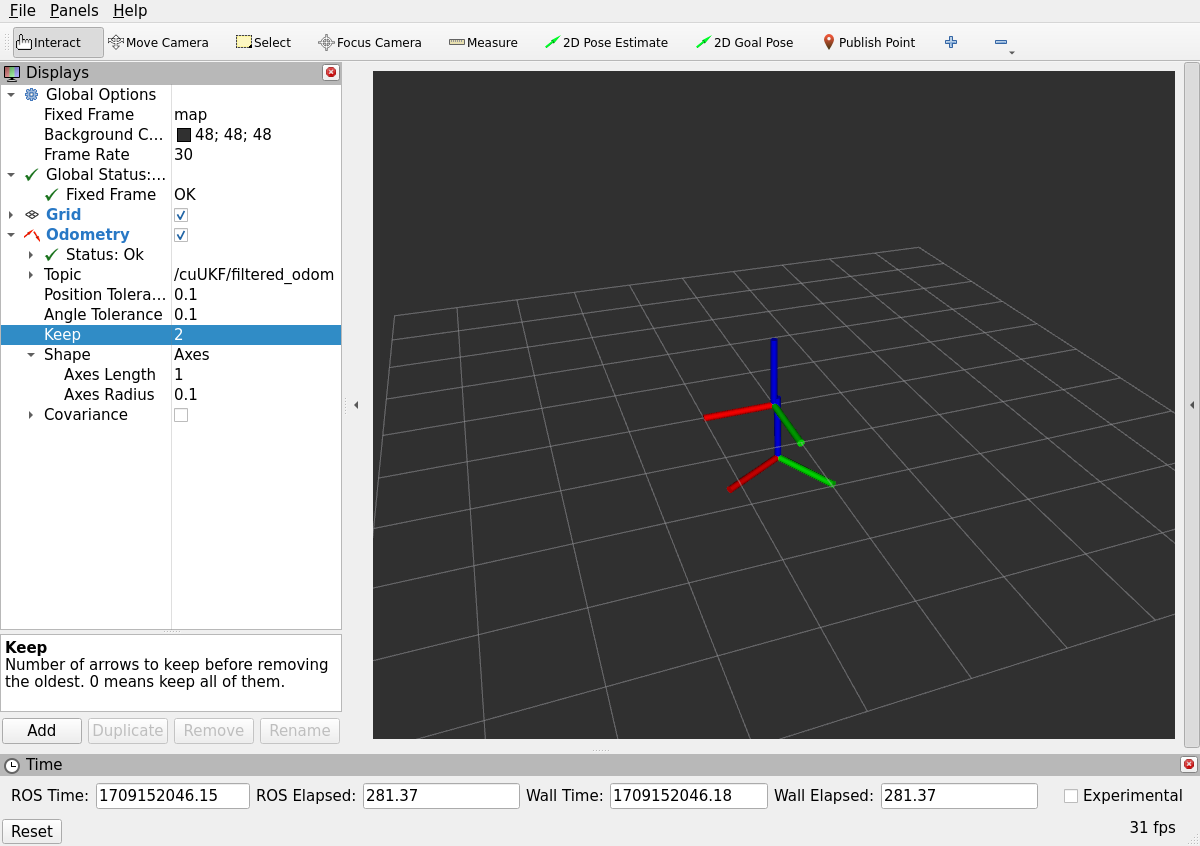 File Panels Help
Interact Move Camera Select Focus Camera Measure 2D Pose Estimate 2D Goal Pose Publish Point
Displays
Global Options
Fixed Frame map
Background C... 48; 48; 48
Frame Rate 30
Global Status:...
Fixed Frame OK
Grid
Odometry
Status: Ok
Topic /cuUKF/filtered_odom
Position Tolera... 0.1
Angle Tolerance 0.1
Keep 2
Shape Axes
Axes Length 1
Axes Radius 0.1
Covariance
Keep
Number of arrows to keep before removing
the oldest. 0 means keep all of them.
Add Duplicate Remove Rename
Time
ROS Time: 1709152046.15 ROS Elapsed: 281.37 Wall Time: 1709152046.18 Wall Elapsed: 281.37 Experimental
Reset 31 fps